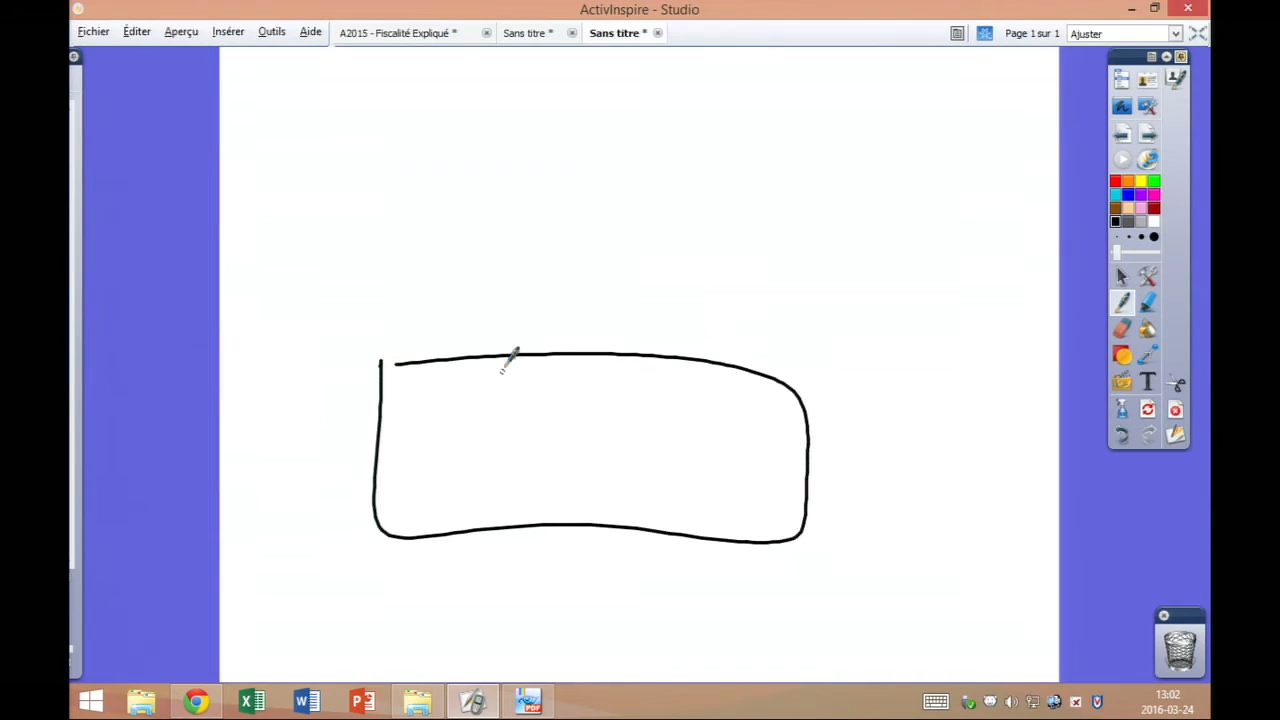 ActivInspire - Studio
Fichier Éditer Aperçu Insérer Outils Aide
A2015 - Fiscalité Expliqué * Sans titre * Sans titre * Page 1 sur 1 Ajuster
13:02
2016-03-24